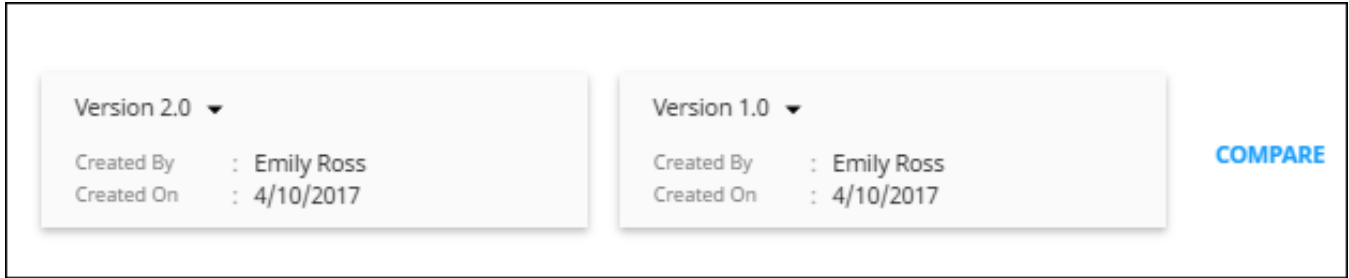 Version 2.0
Created By : Emily Ross
Created On : 4/10/2017
Version 1.0
Created By : Emily Ross
Created On : 4/10/2017
COMPARE